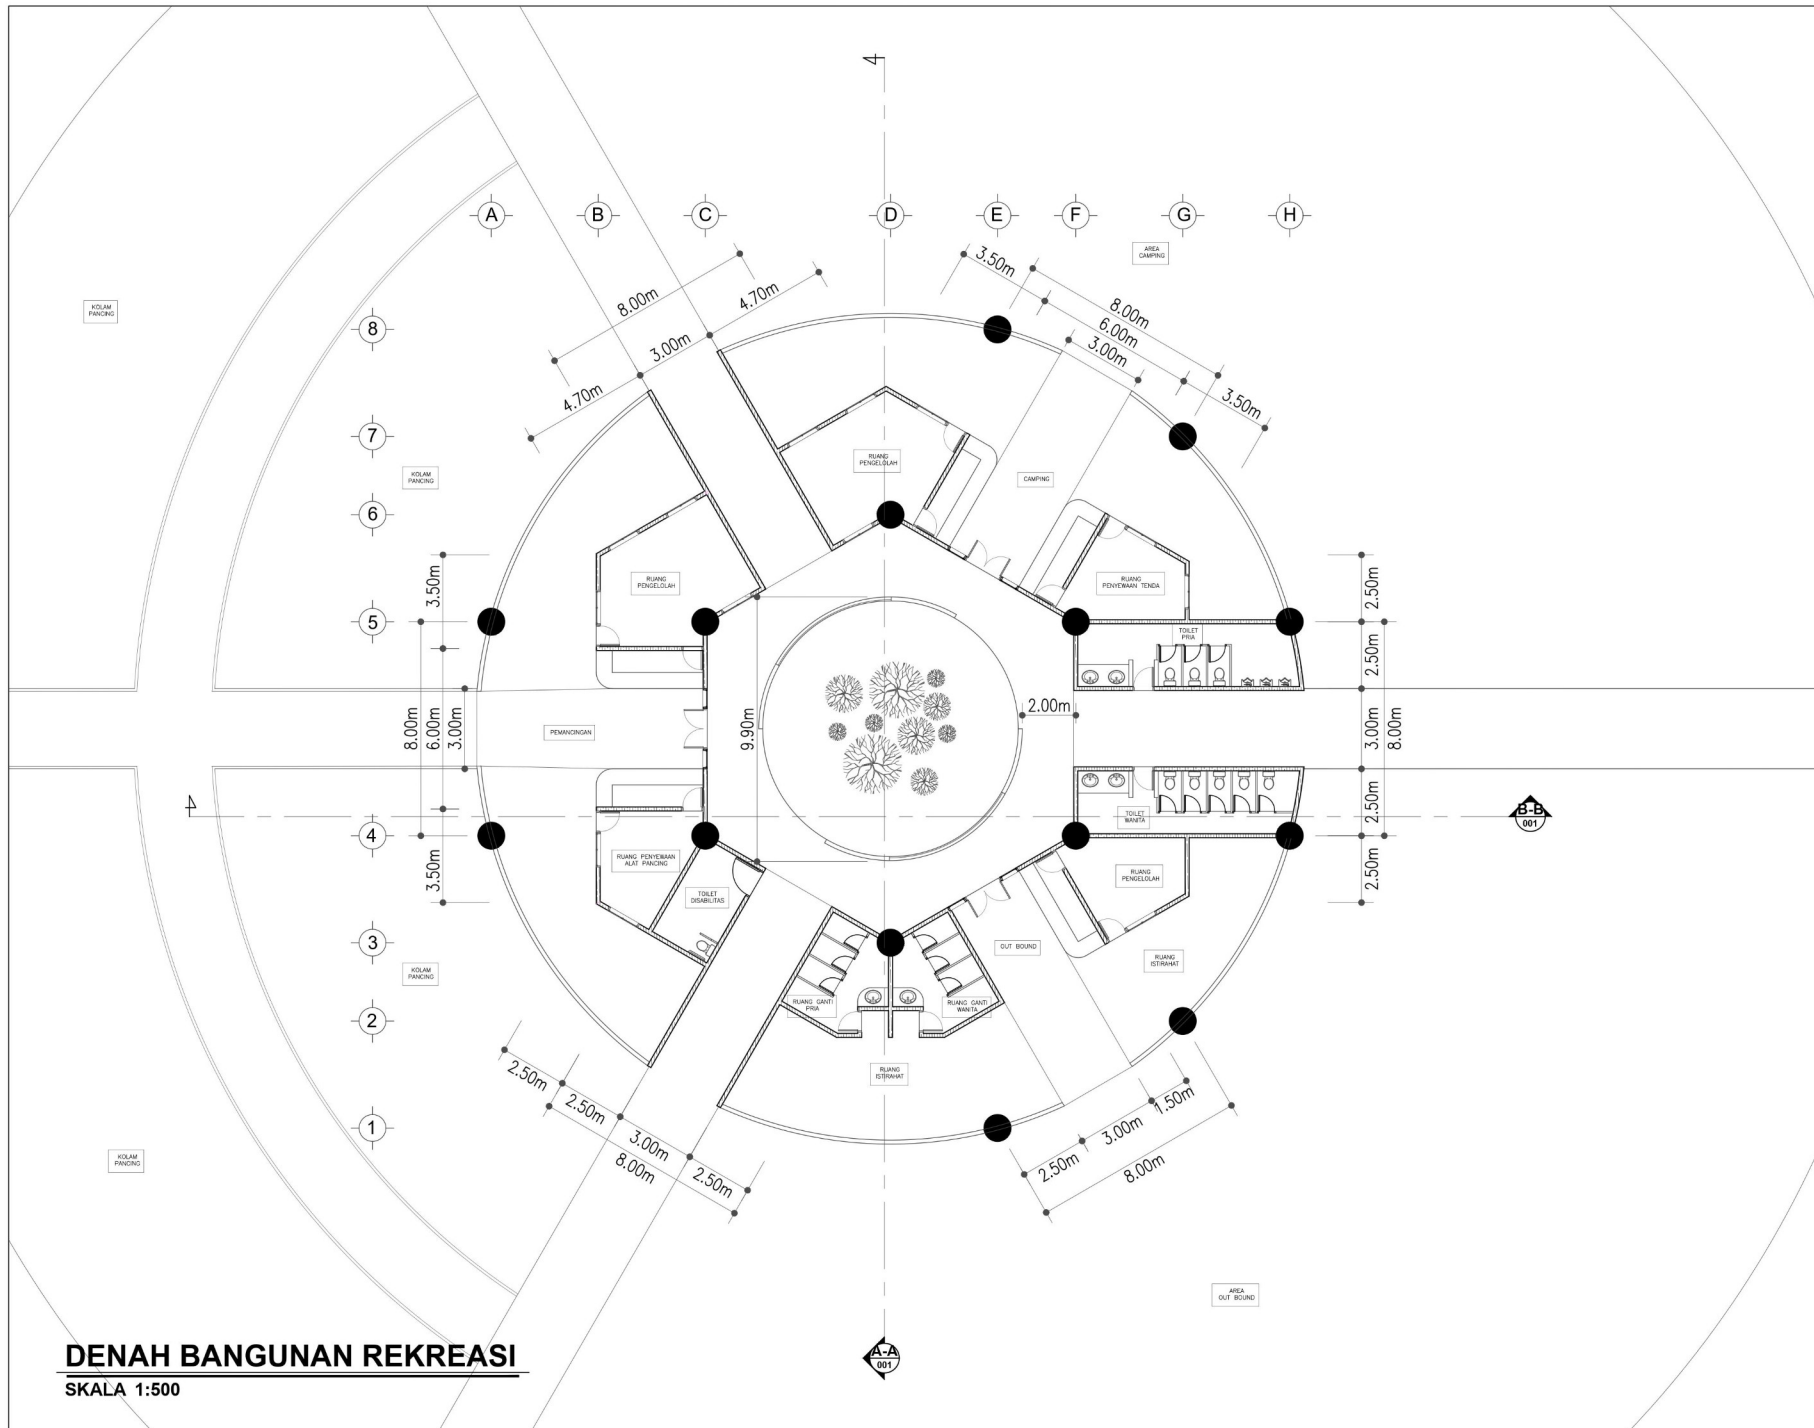 4
A
B
C
D
E
F
G
H
AREA
CAMPING
3.50m
8.00m
6.00m
3.00m
3.50m
8.00m
4.70m
3.00m
4.70m
KOLAM
PANCING
8
7
6
5
4
3
2
1
KOLAM
PANCING
RUANG
PENGELOLAH
CAMPING
RUANG
PENGELOLAH
RUANG
PENYEWAAN TENDA
3.50m
8.00m
6.00m
3.00m
3.50m
TOILET
PRIA
2.50m
2.50m
3.00m
8.00m
2.50m
2.50m
9.90m
2.00m
PEMANCINGAN
4
B-B
001
TOILET
WANITA
RUANG PENYEWAAN
ALAT PANCING
TOILET
DISABILITAS
RUANG
PENGELOLAH
OUT BOUND
RUANG
ISTIRAHAT
KOLAM
PANCING
RUANG GANTI
PRIA
RUANG GANTI
WANITA
RUANG
ISTIRAHAT
2.50m
2.50m
3.00m
8.00m
2.50m
1.50m
3.00m
2.50m
8.00m
KOLAM
PANCING
AREA
OUT BOUND
A-A
001
DENAH BANGUNAN REKREASI
SKALA 1:500